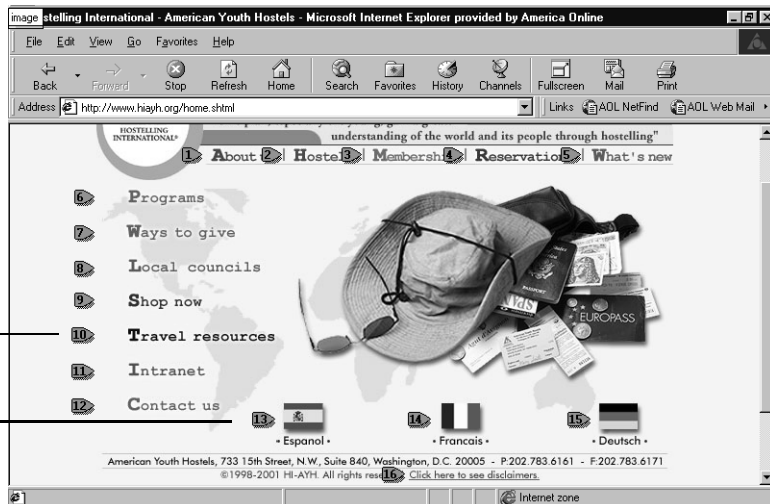 image
stelling International - American Youth Hostels - Microsoft Internet Explorer provided by America Online
File Edit View Go Favorites Help
Back Forward Stop Refresh Home Search Favorites History Channels Fullscreen Mail Print
Address http://www.hiayh.org/home.shtml Links AOL NetFind AOL Web Mail
HOSTELLING
INTERNATIONAL®
understanding of the world and its people through hostelling"
1 About 2 Hostel 3 Membersh 4 Reservatio 5 What's new
6 Programs
7 Ways to give
8 Local councils
9 Shop now
10 Travel resources
11 Intranet
12 Contact us
PASSPORT
EUROPASS
13 14 15
• Espanol • • Francais • • Deutsch •
American Youth Hostels, 733 15th Street, N.W., Suite 840, Washington, D.C. 20005 - P:202.783.6161 - F:202.783.6171
©1998-2001 HI-AYH. All rights rese 16 Click here to see disclaimers.
Internet zone